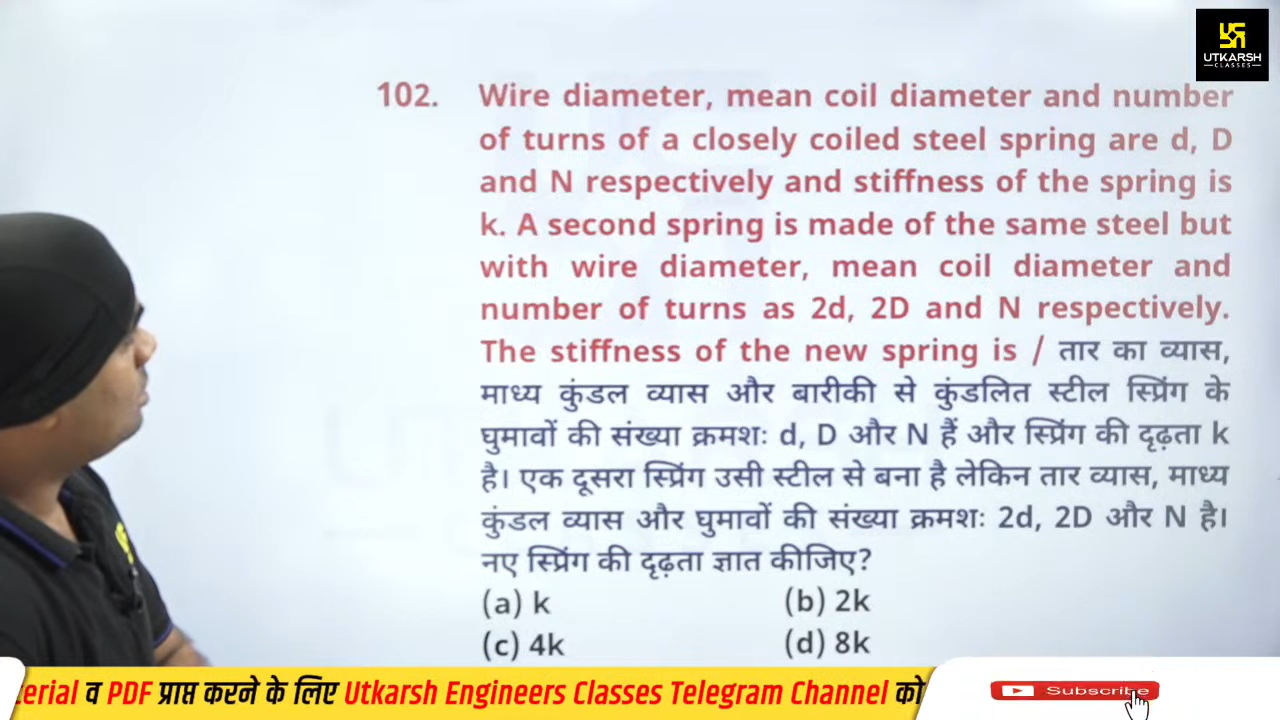 UTKARSH
CLASSES
102. Wire diameter, mean coil diameter and number
of turns of a closely coiled steel spring are d, D
and N respectively and stiffness of the spring is
k. A second spring is made of the same steel but
with wire diameter, mean coil diameter and
number of turns as 2d, 2D and N respectively.
The stiffness of the new spring is / तार का व्यास,
माध्य कुंडल व्यास और बारीकी से कुंडलित स्टील स्प्रिंग के
घुमावों की संख्या क्रमशः d, D और N हैं और स्प्रिंग की दृढ़ता k
है। एक दूसरा स्प्रिंग उसी स्टील से बना है लेकिन तार व्यास, माध्य
कुंडल व्यास और घुमावों की संख्या क्रमशः 2d, 2D और N है।
नए स्प्रिंग की दृढ़ता ज्ञात कीजिए?
(a) k (b) 2k
(c) 4k (d) 8k
terial व PDF प्राप्त करने के लिए Utkarsh Engineers Classes Telegram Channel को
Subscribe